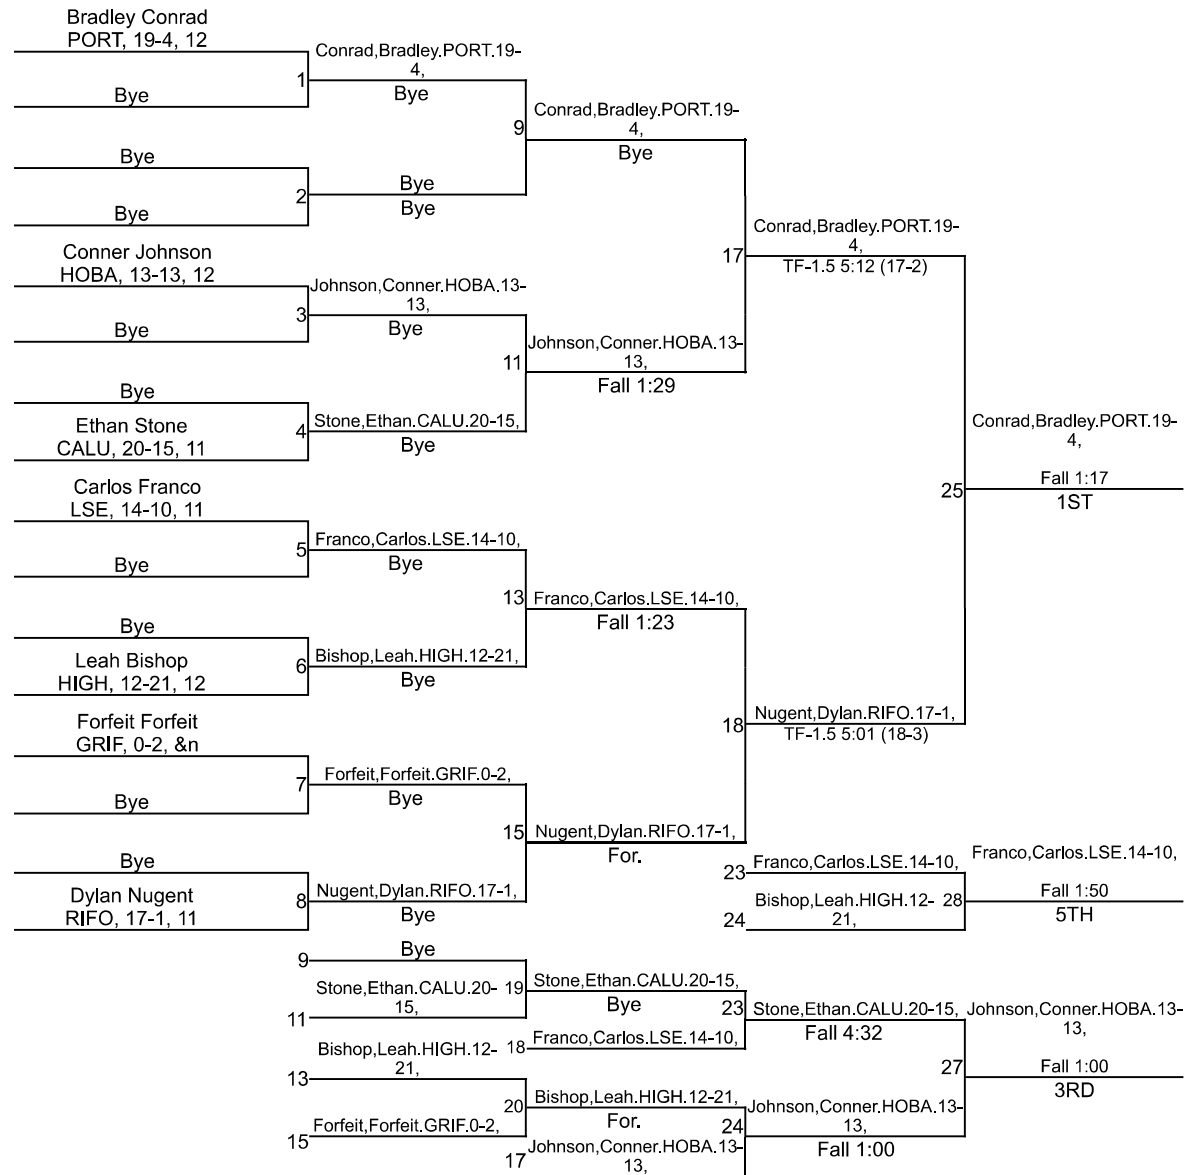 Bradley Conrad
PORT, 19-4, 12
1
Bye
Conrad,Bradley.PORT.19-
4,
Bye
9
Bye
2
Bye
Bye
Bye
Conrad,Bradley.PORT.19-
4,
Bye
17
Conner Johnson
HOBA, 13-13, 12
3
Bye
Johnson,Conner.HOBA.13-
13,
Bye
11
Bye
4
Ethan Stone
CALU, 20-15, 11
Stone,Ethan.CALU.20-15,
Bye
Johnson,Conner.HOBA.13-
13,
Fall 1:29
Conrad,Bradley.PORT.19-
4,
TF-1.5 5:12 (17-2)
25
Conrad,Bradley.PORT.19-
4,
Fall 1:17
1ST
Carlos Franco
LSE, 14-10, 11
5
Bye
Franco,Carlos.LSE.14-10,
Bye
13
Bye
6
Leah Bishop
HIGH, 12-21, 12
Bishop,Leah.HIGH.12-21,
Bye
Franco,Carlos.LSE.14-10,
Fall 1:23
18
Nugent,Dylan.RIFO.17-1,
TF-1.5 5:01 (18-3)
Forfeit Forfeit
GRIF, 0-2, &n
7
Bye
Forfeit,Forfeit.GRIF.0-2,
Bye
15
Bye
8
Dylan Nugent
RIFO, 17-1, 11
Nugent,Dylan.RIFO.17-1,
Bye
Nugent,Dylan.RIFO.17-1,
For.
23
Franco,Carlos.LSE.14-10,
24
Bishop,Leah.HIGH.12-
21,
28
Franco,Carlos.LSE.14-10,
Fall 1:50
5TH
9
Bye
11
Stone,Ethan.CALU.20-
15,
19
Stone,Ethan.CALU.20-15,
Bye
18
Franco,Carlos.LSE.14-10,
23
Stone,Ethan.CALU.20-15,
Fall 4:32
13
Bishop,Leah.HIGH.12-
21,
15
Forfeit,Forfeit.GRIF.0-2,
20
Bishop,Leah.HIGH.12-21,
For.
17
Johnson,Conner.HOBA.13-
13,
24
Johnson,Conner.HOBA.13-
13,
Fall 1:00
27
Johnson,Conner.HOBA.13-
13,
Fall 1:00
3RD